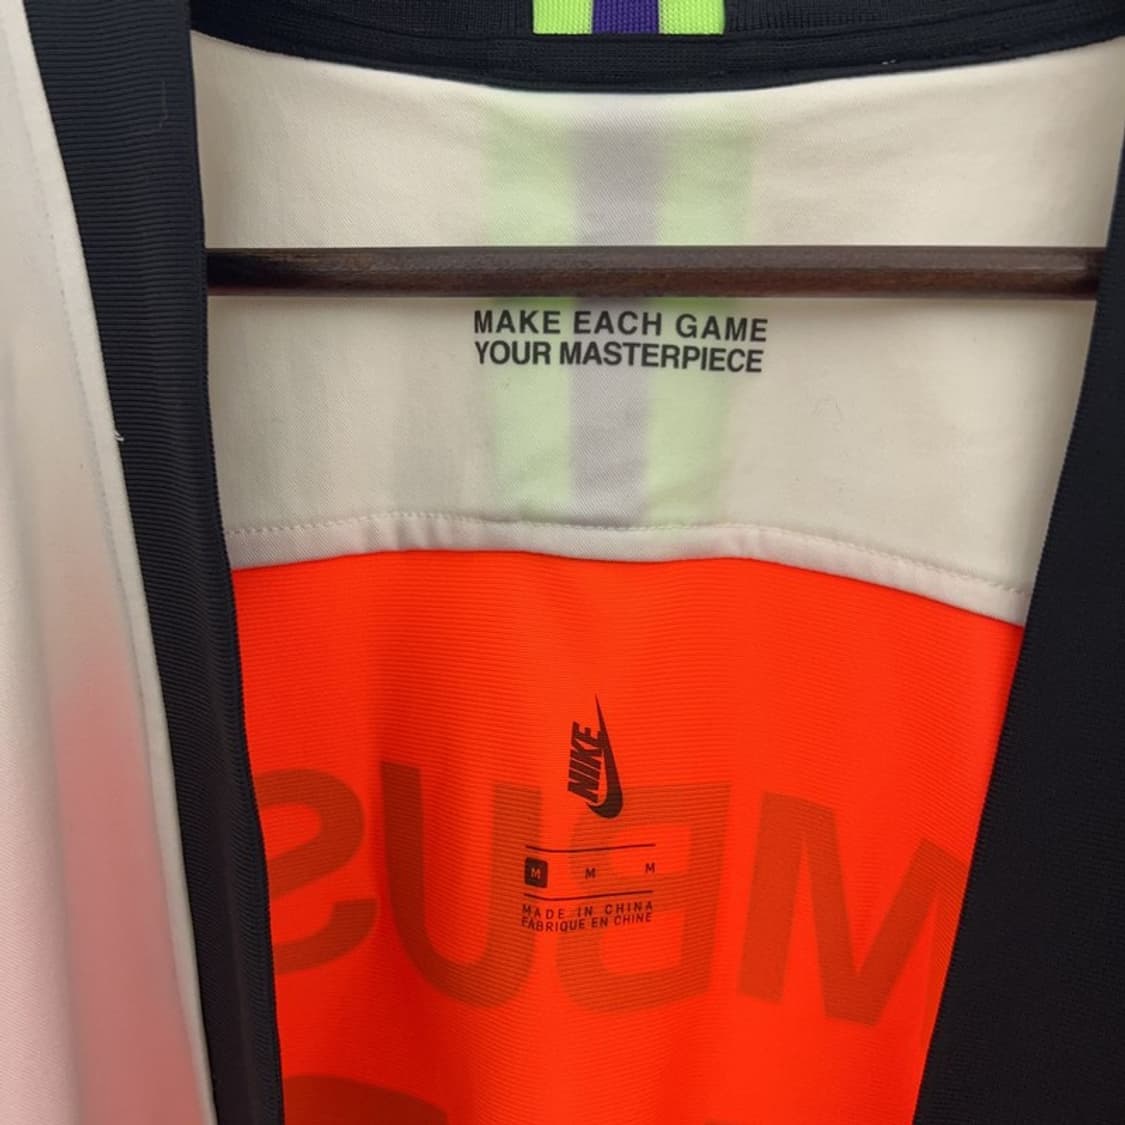 MAKE EACH GAME
YOUR MASTERPIECE
NIKE
M M M
MADE IN CHINA
FABRIQUE EN CHINE